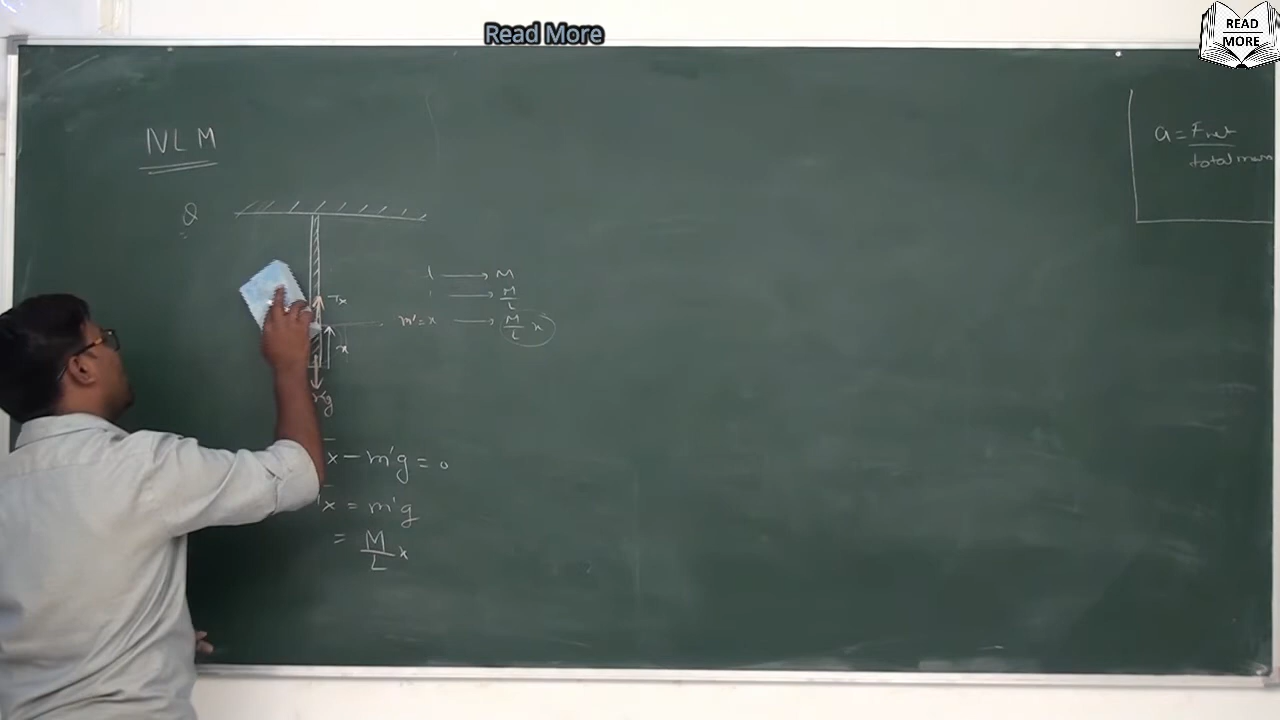 Read More
READ
MORE
NLM
Q
a = Fnet
total mass
L → M
1 → M/L
Tx
m' = x → M/L x
x
g
x - m'g = 0
x = m'g
= M/L x